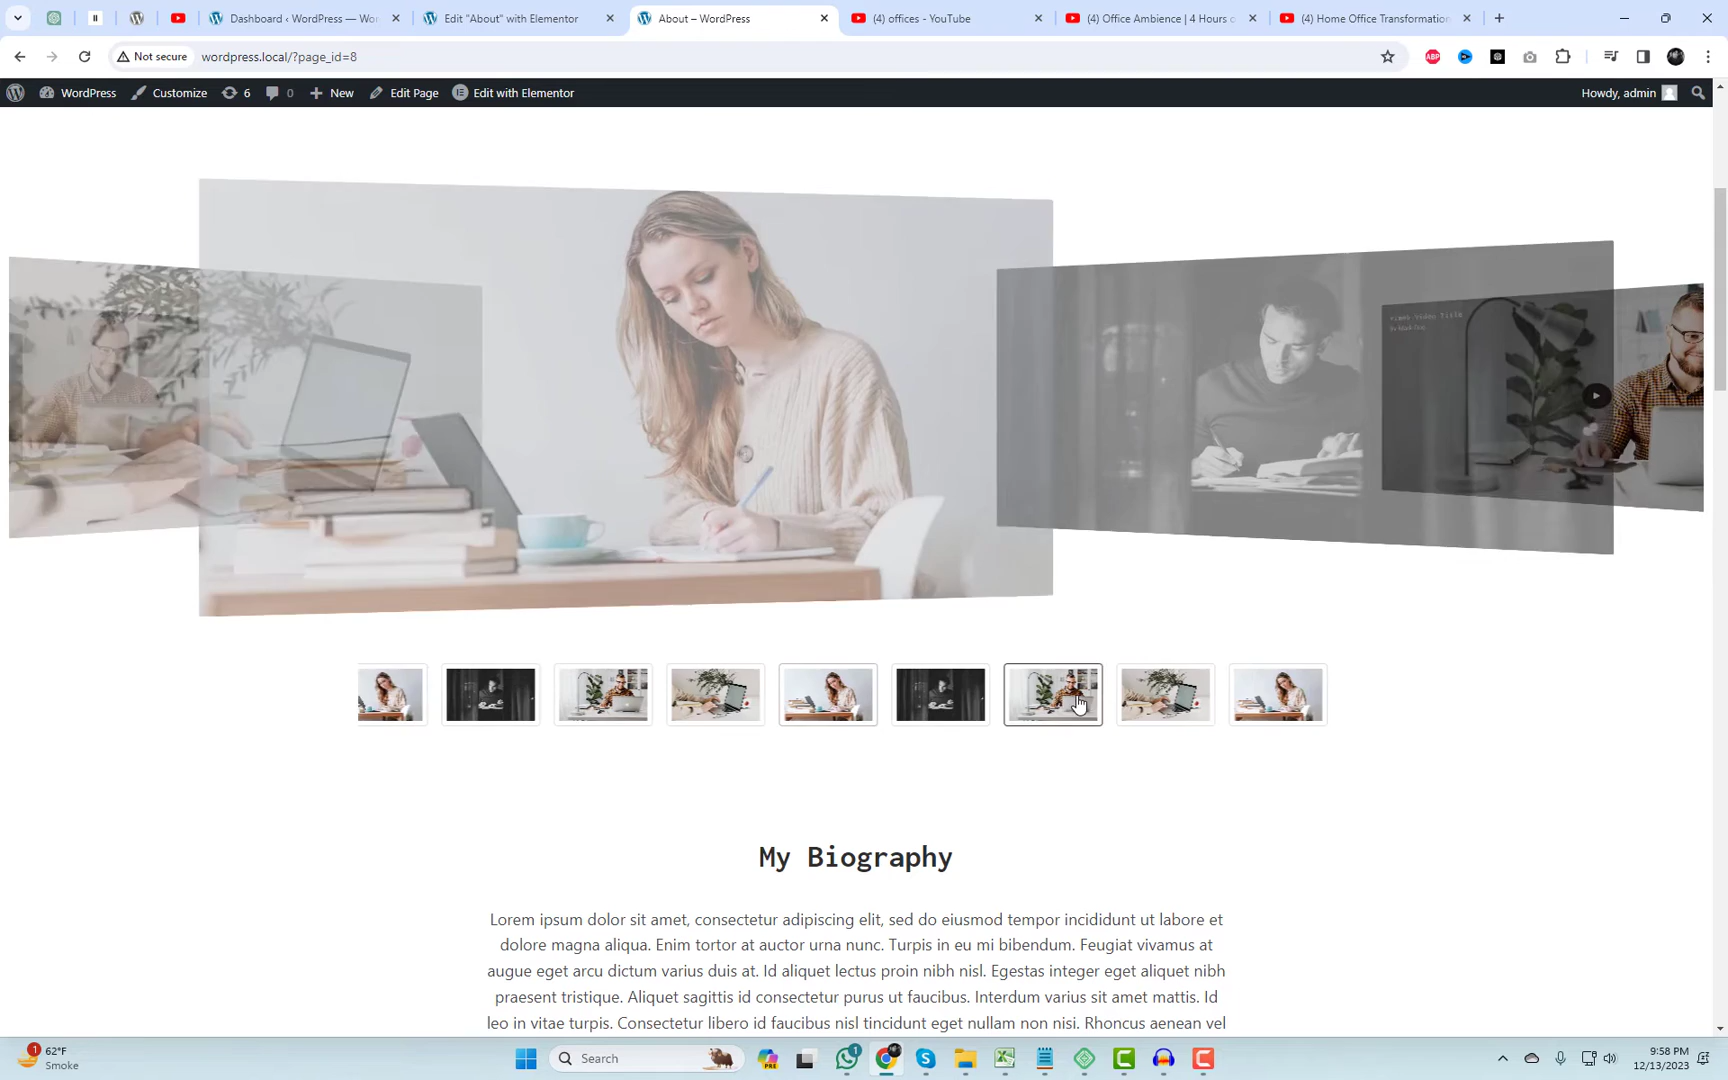 Dashboard ‹ WordPress — Wor
Edit "About" with Elementor
About – WordPress
(4) offices - YouTube
(4) Office Ambience | 4 Hours o
(4) Home Office Transformation
Not secure
wordpress.local/?page_id=8
ABP
WordPress
Customize
6
0
New
Edit Page
Edit with Elementor
Howdy, admin
My Biography
Lorem ipsum dolor sit amet, consectetur adipiscing elit, sed do eiusmod tempor incididunt ut labore et
dolore magna aliqua. Enim tortor at auctor urna nunc. Turpis in eu mi bibendum. Feugiat vivamus at
augue eget arcu dictum varius duis at. Id aliquet lectus proin nibh nisl. Egestas integer eget aliquet nibh
praesent tristique. Aliquet sagittis id consectetur purus ut faucibus. Interdum varius sit amet mattis. Id
leo in vitae turpis. Consectetur libero id faucibus nisl tincidunt eget nullam non nisi. Rhoncus aenean vel
1
62°F
Smoke
Search
PRE
1
9:58 PM
12/13/2023